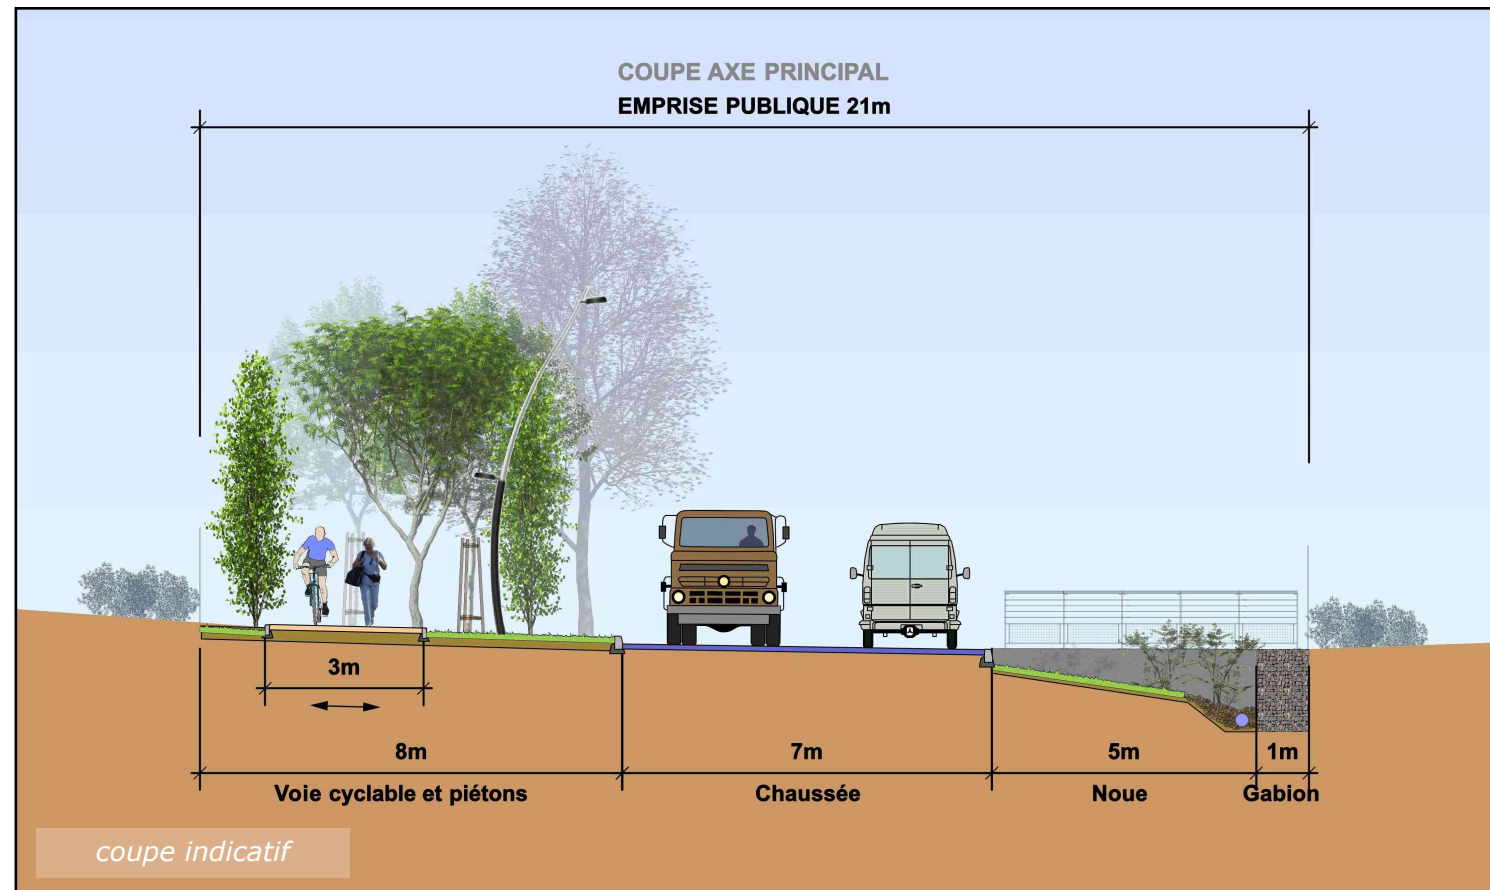 COUPE AXE PRINCIPAL
EMPRISE PUBLIQUE 21m
3m
8m
7m
5m
1m
Voie cyclable et piétons
Chaussée
Noue
Gabion
coupe indicatif